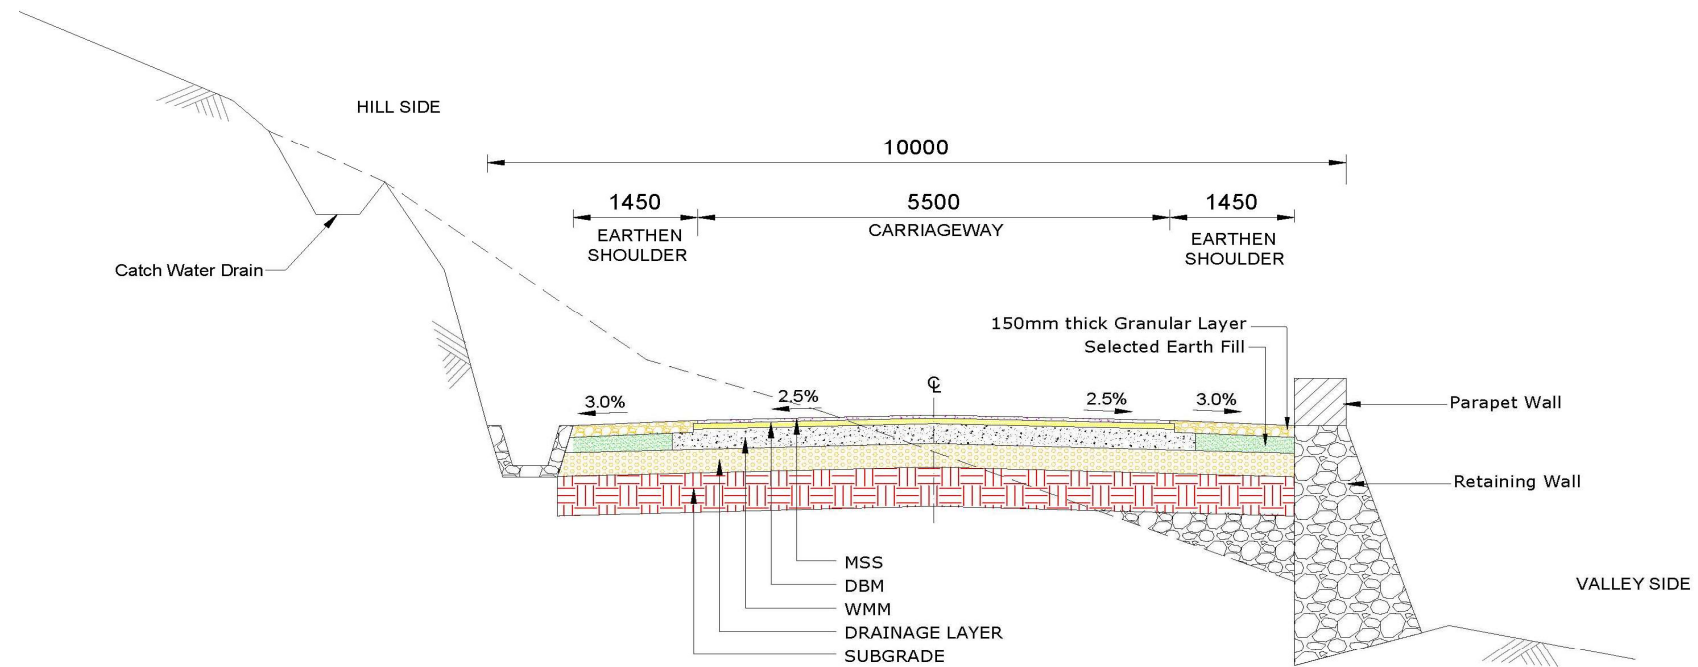 HILL SIDE
10000
1450
5500
1450
EARTHEN
SHOULDER
CARRIAGEWAY
EARTHEN
SHOULDER
Catch Water Drain
150mm thick Granular Layer
Selected Earth Fill
℄
3.0%
2.5%
2.5%
3.0%
Parapet Wall
Retaining Wall
MSS
DBM
WMM
DRAINAGE LAYER
SUBGRADE
VALLEY SIDE